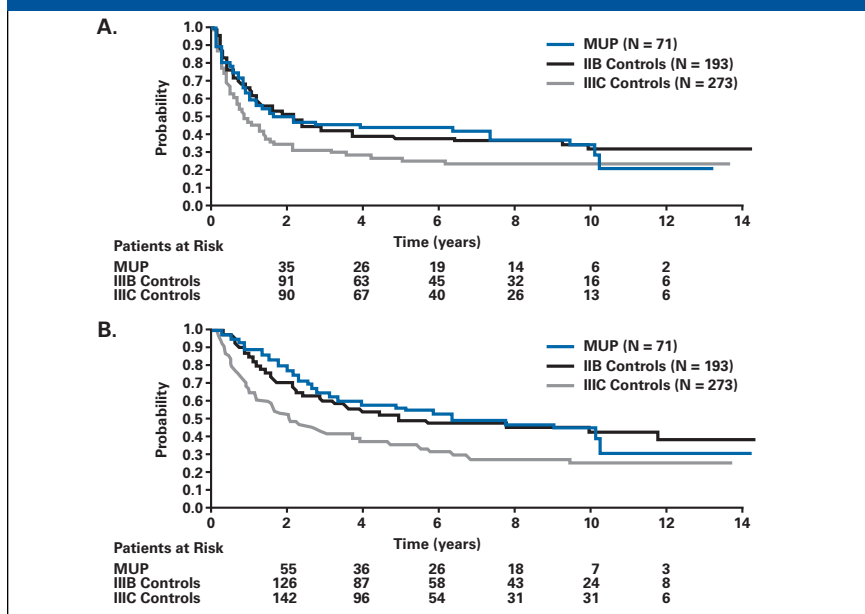 A.
1.0
0.9
0.8
0.7
0.6
0.5
0.4
0.3
0.2
0.1
0.0
Probability
MUP (N = 71)
IIB Controls (N = 193)
IIIC Controls (N = 273)
0 2 4 6 8 10 12 14
Time (years)
Patients at Risk
MUP 35 26 19 14 6 2
IIIB Controls 91 63 45 32 16 6
IIIC Controls 90 67 40 26 13 6
B.
1.0
0.9
0.8
0.7
0.6
0.5
0.4
0.3
0.2
0.1
0.0
Probability
MUP (N = 71)
IIB Controls (N = 193)
IIIC Controls (N = 273)
0 2 4 6 8 10 12 14
Time (years)
Patients at Risk
MUP 55 36 26 18 7 3
IIIB Controls 126 87 58 43 24 8
IIIC Controls 142 96 54 31 31 6